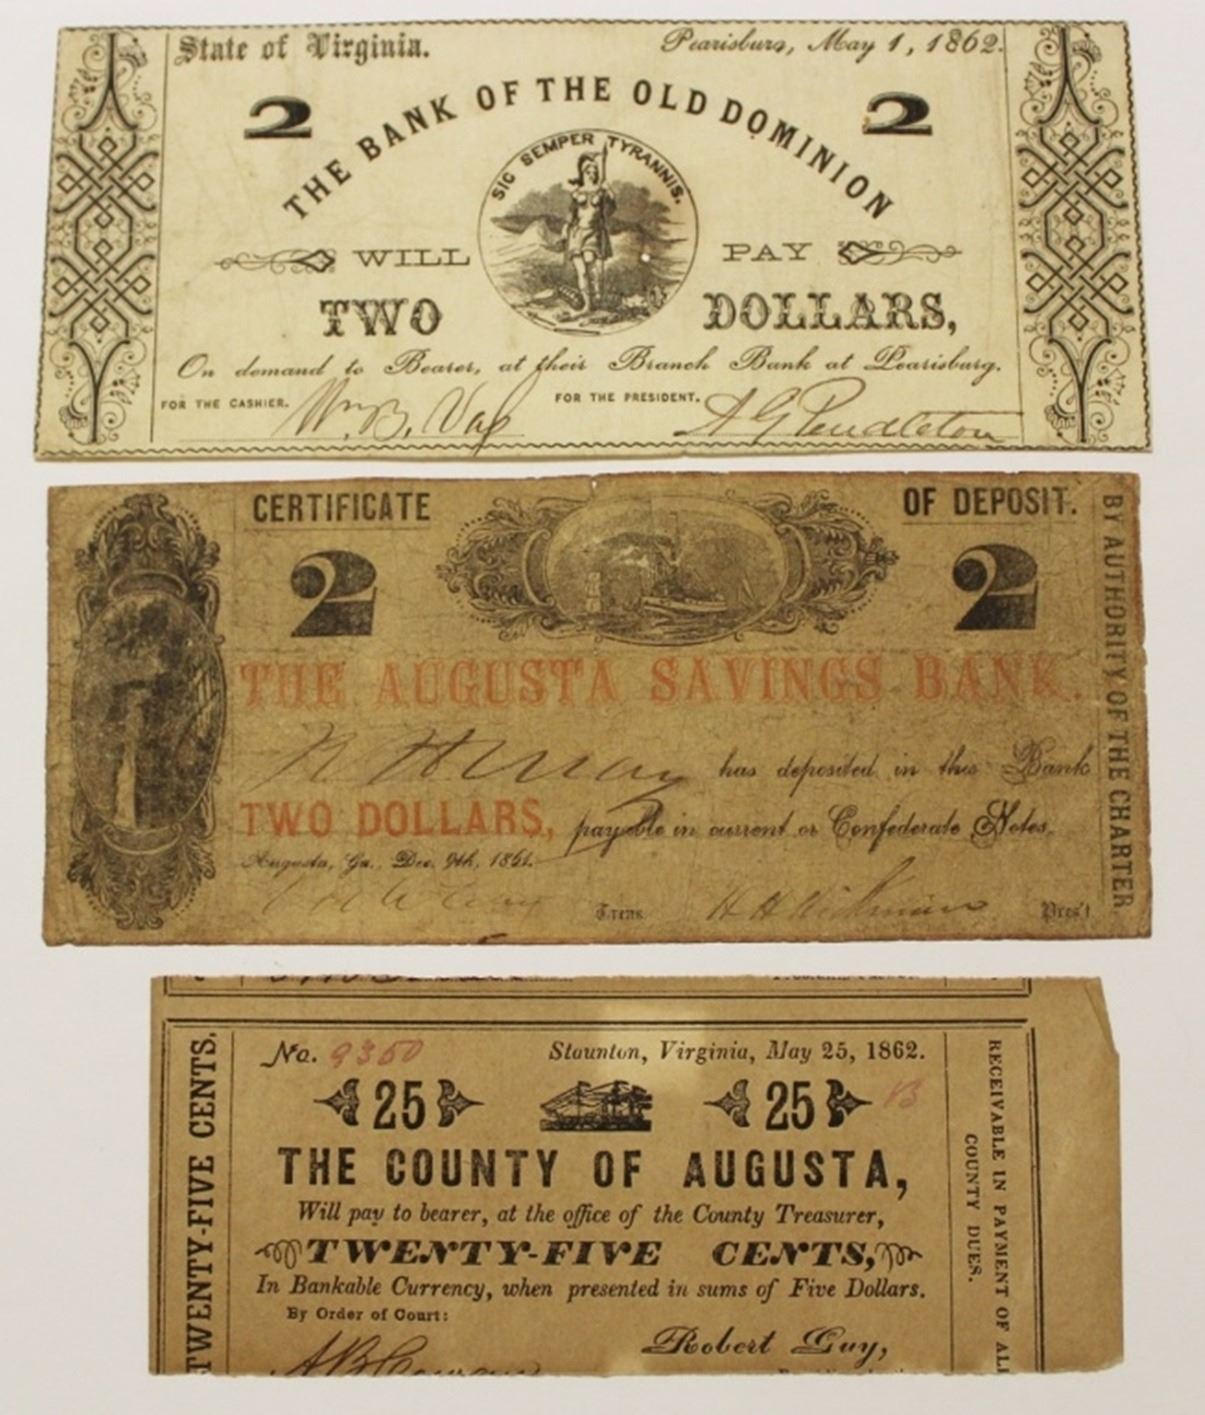 State of Virginia.
Pearisburg, May 1, 1862.
2
2
THE BANK OF THE OLD DOMINION
SIC SEMPER TYRANNIS.
WILL PAY
TWO DOLLARS,
On demand to Bearer, at their Branch Bank at Pearisburg.
FOR THE CASHIER.
FOR THE PRESIDENT.
A G Pendleton
CERTIFICATE OF DEPOSIT.
2
2
THE AUGUSTA SAVINGS BANK.
has deposited in this Bank
TWO DOLLARS, payable in current or Confederate Notes.
Augusta, Ga., Dec. 9th, 1861.
Treas
Pres't
BY AUTHORITY OF THE CHARTER.
TWENTY-FIVE CENTS.
No. 9350
Staunton, Virginia, May 25, 1862.
25
25
B
THE COUNTY OF AUGUSTA,
Will pay to bearer, at the office of the County Treasurer,
TWENTY-FIVE CENTS,
In Bankable Currency, when presented in sums of Five Dollars.
By Order of Court:
Robert Guy,
RECEIVABLE IN PAYMENT OF ALL
COUNTY DUES.